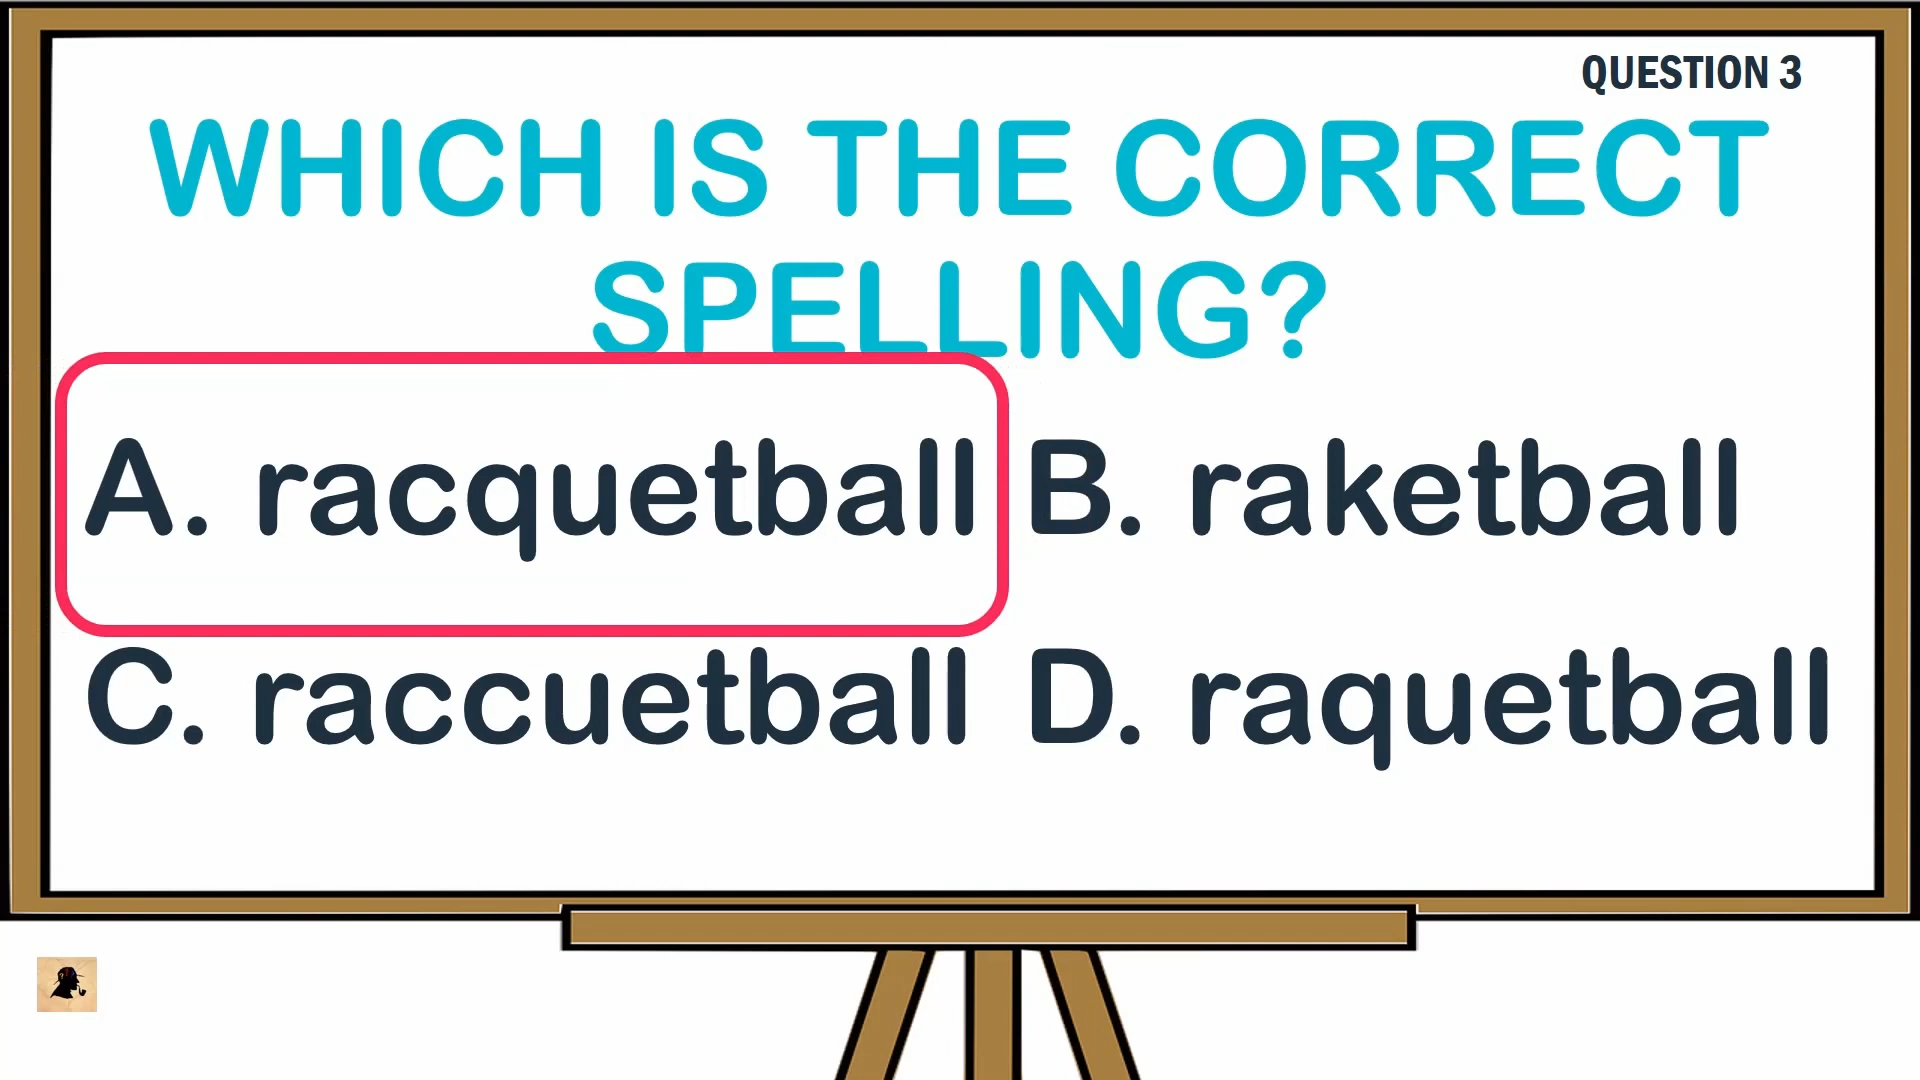 QUESTION 3
WHICH IS THE CORRECT
SPELLING?
A. racquetball B. raketball
C. raccuetball D. raquetball